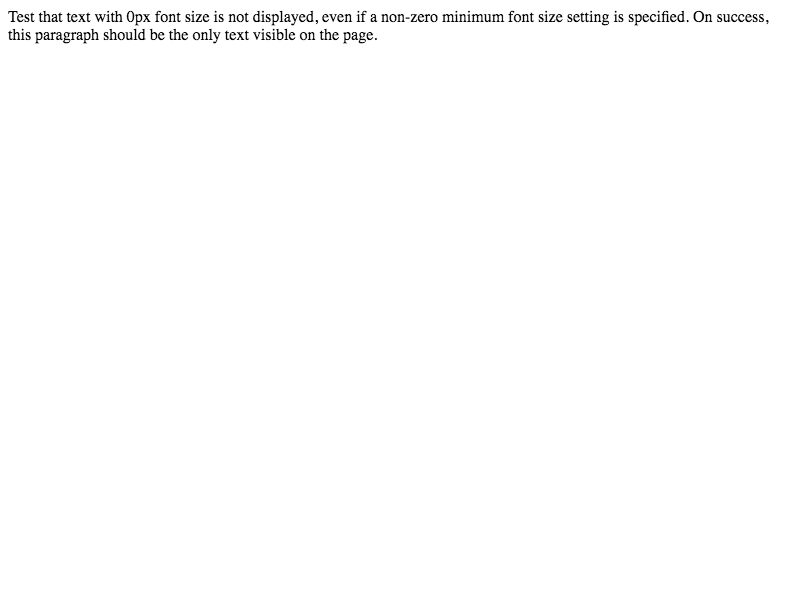 Test that text with 0px font size is not displayed, even if a non-zero minimum font size setting is specified. On success,
this paragraph should be the only text visible on the page.